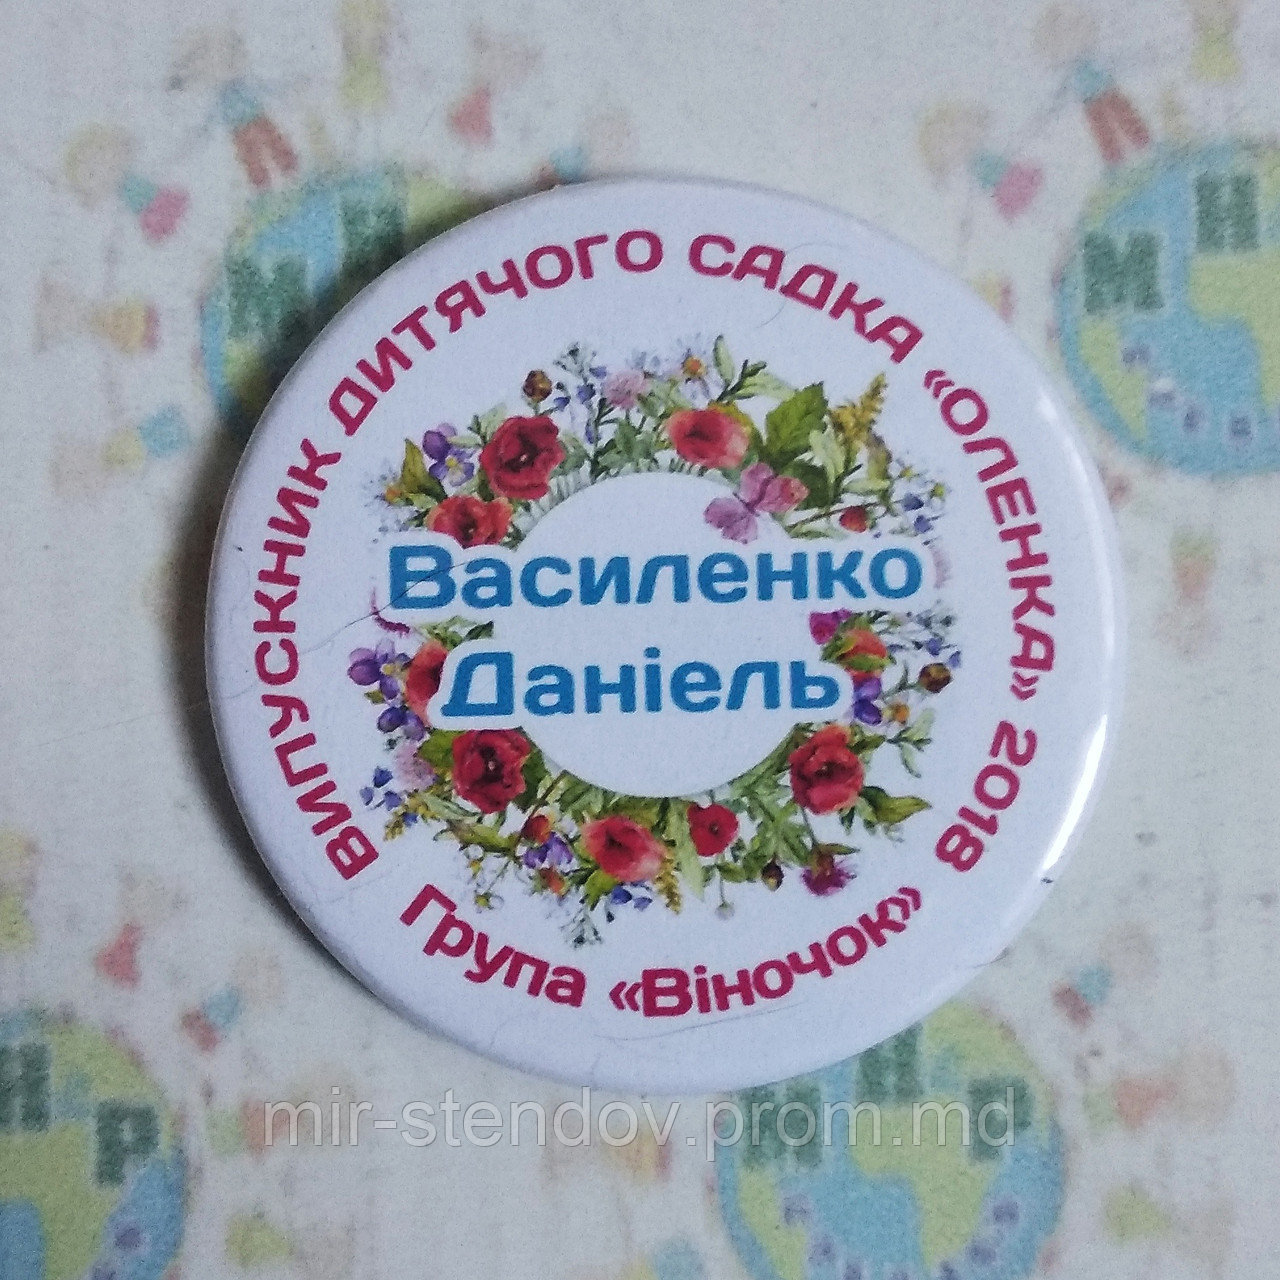 ВИПУСКНИК ДИТЯЧОГО САДКА «ОЛЕНКА» 2018
Василенко
Даніель
Група «Віночок»
mir-stendov.prom.md